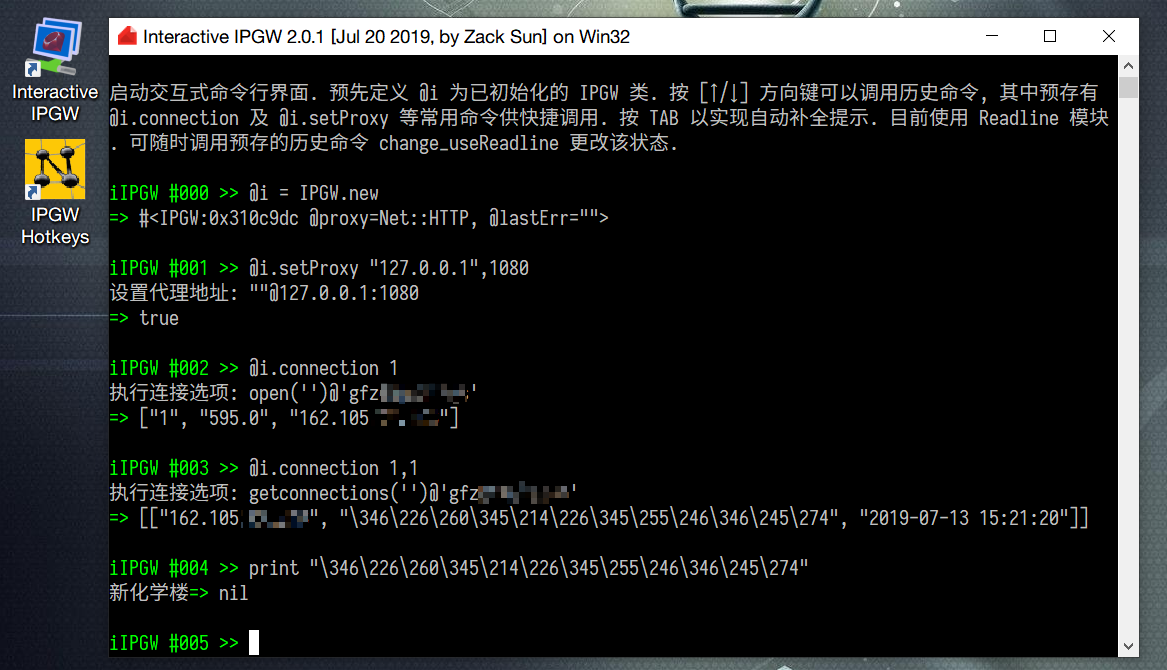 Interactive IPGW 2.0.1 [Jul 20 2019, by Zack Sun] on Win32
Interactive
IPGW
IPGW
Hotkeys
启动交互式命令行界面. 预先定义 @i 为已初始化的 IPGW 类. 按 [↑/↓] 方向键可以调用历史命令, 其中预存有
@i.connection 及 @i.setProxy 等常用命令供快捷调用. 按 TAB 以实现自动补全提示. 目前使用 Readline 模块
. 可随时调用预存的历史命令 change_useReadline 更改该状态.
iIPGW #000 >> @i = IPGW.new
=> #<IPGW:0x310c9dc @proxy=Net::HTTP, @lastErr="">
iIPGW #001 >> @i.setProxy "127.0.0.1",1080
设置代理地址: ""@127.0.0.1:1080
=> true
iIPGW #002 >> @i.connection 1
执行连接选项: open('')@'gfz'
=> ["1", "595.0", "162.105"]
iIPGW #003 >> @i.connection 1,1
执行连接选项: getconnections('')@'gfz'
=> [["162.105", "\346\226\260\345\214\226\345\255\246\346\245\274", "2019-07-13 15:21:20"]]
iIPGW #004 >> print "\346\226\260\345\214\226\345\255\246\346\245\274"
新化学楼=> nil
iIPGW #005 >>